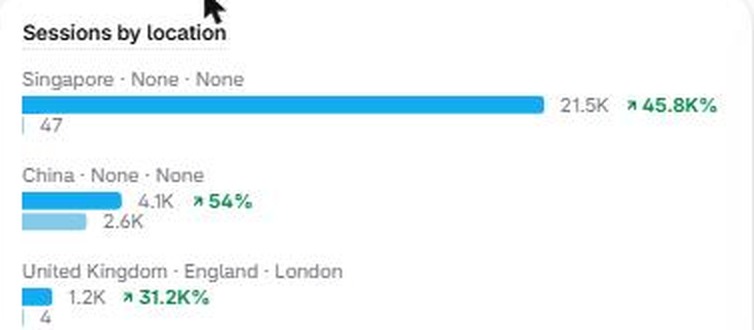 Sessions by location
Singapore · None · None
21.5K ↗ 45.8K%
47
China · None · None
4.1K ↗ 54%
2.6K
United Kingdom · England · London
1.2K ↗ 31.2K%
4